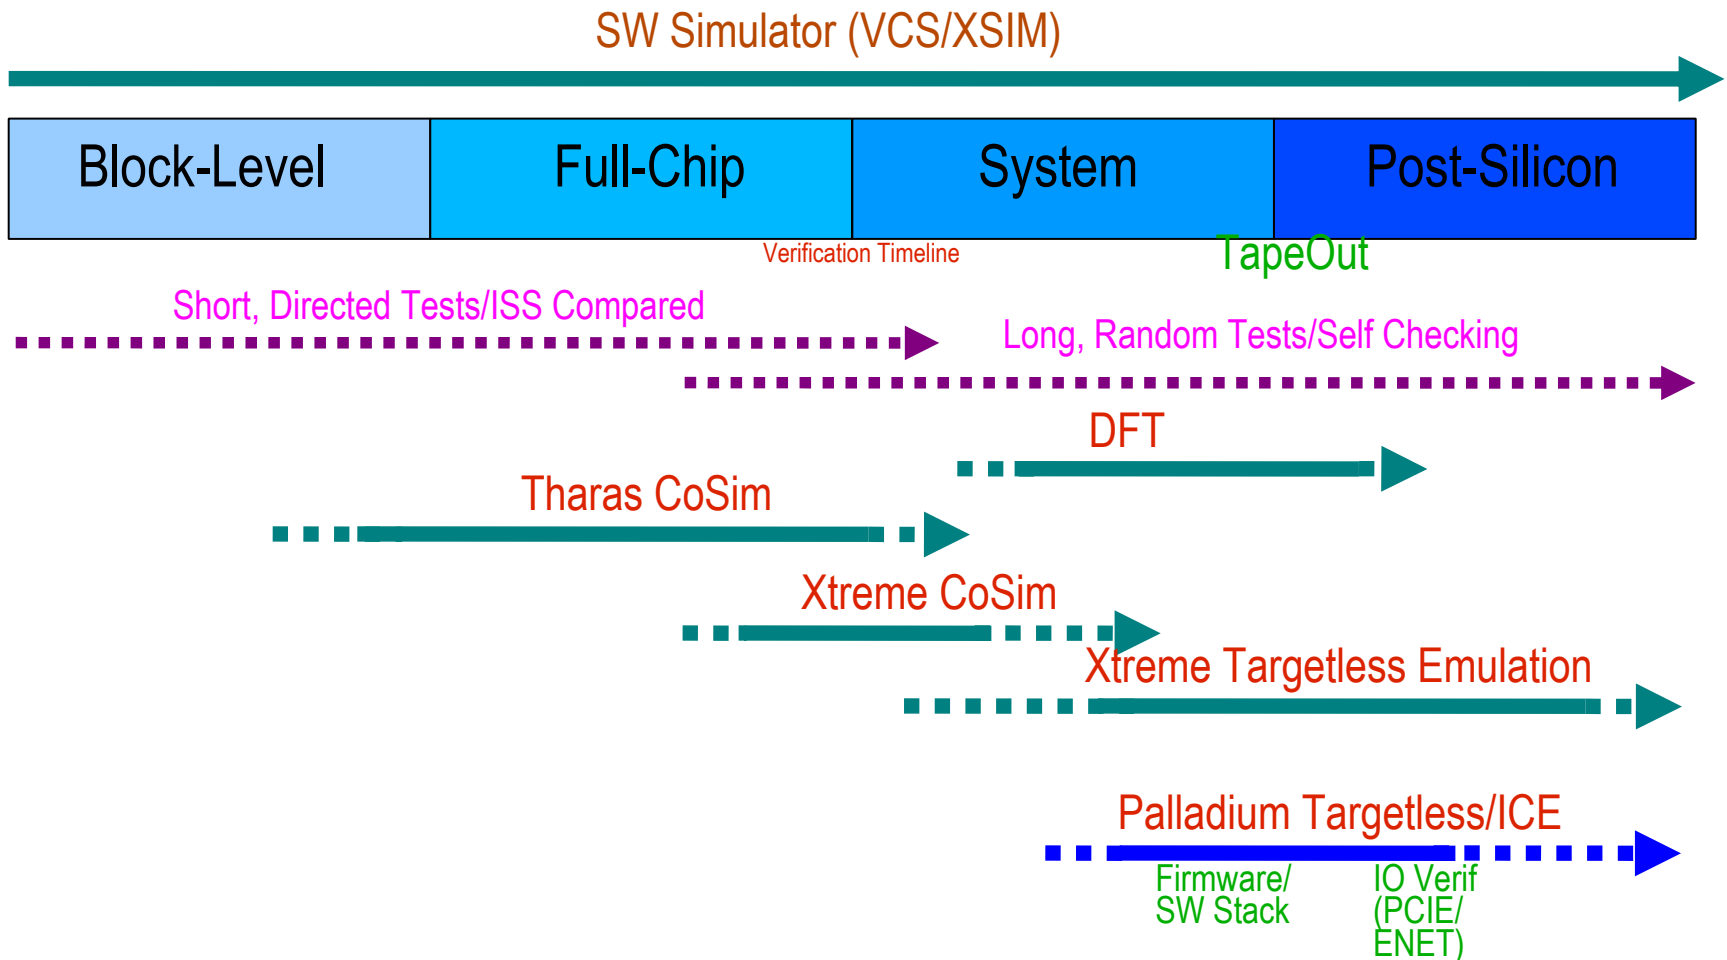 SW Simulator (VCS/XSIM)
Block-Level
Full-Chip
System
Post-Silicon
Verification Timeline
TapeOut
Short, Directed Tests/ISS Compared
Long, Random Tests/Self Checking
DFT
Tharas CoSim
Xtreme CoSim
Xtreme Targetless Emulation
Palladium Targetless/ICE
Firmware/
SW Stack
IO Verif
(PCIE/
ENET)